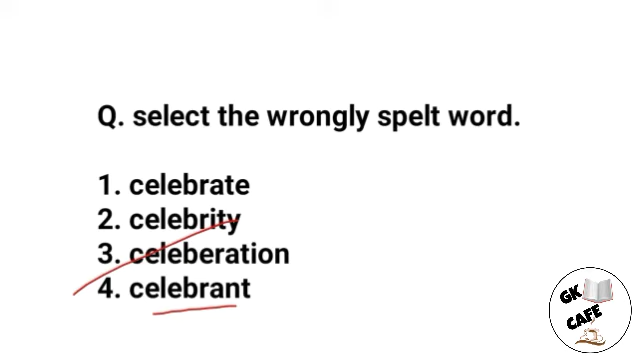 Q. select the wrongly spelt word.
1. celebrate
2. celebrity
3. celeberation
4. celebrant
GK
CAFE